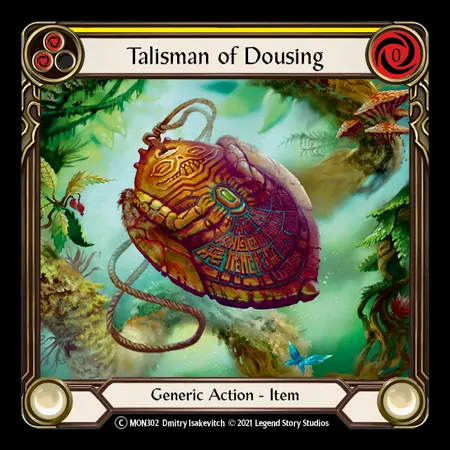 Talisman of Dousing
0
Generic Action - Item
C MON302 Dmitry Isakevitch © 2021 Legend Story Studios